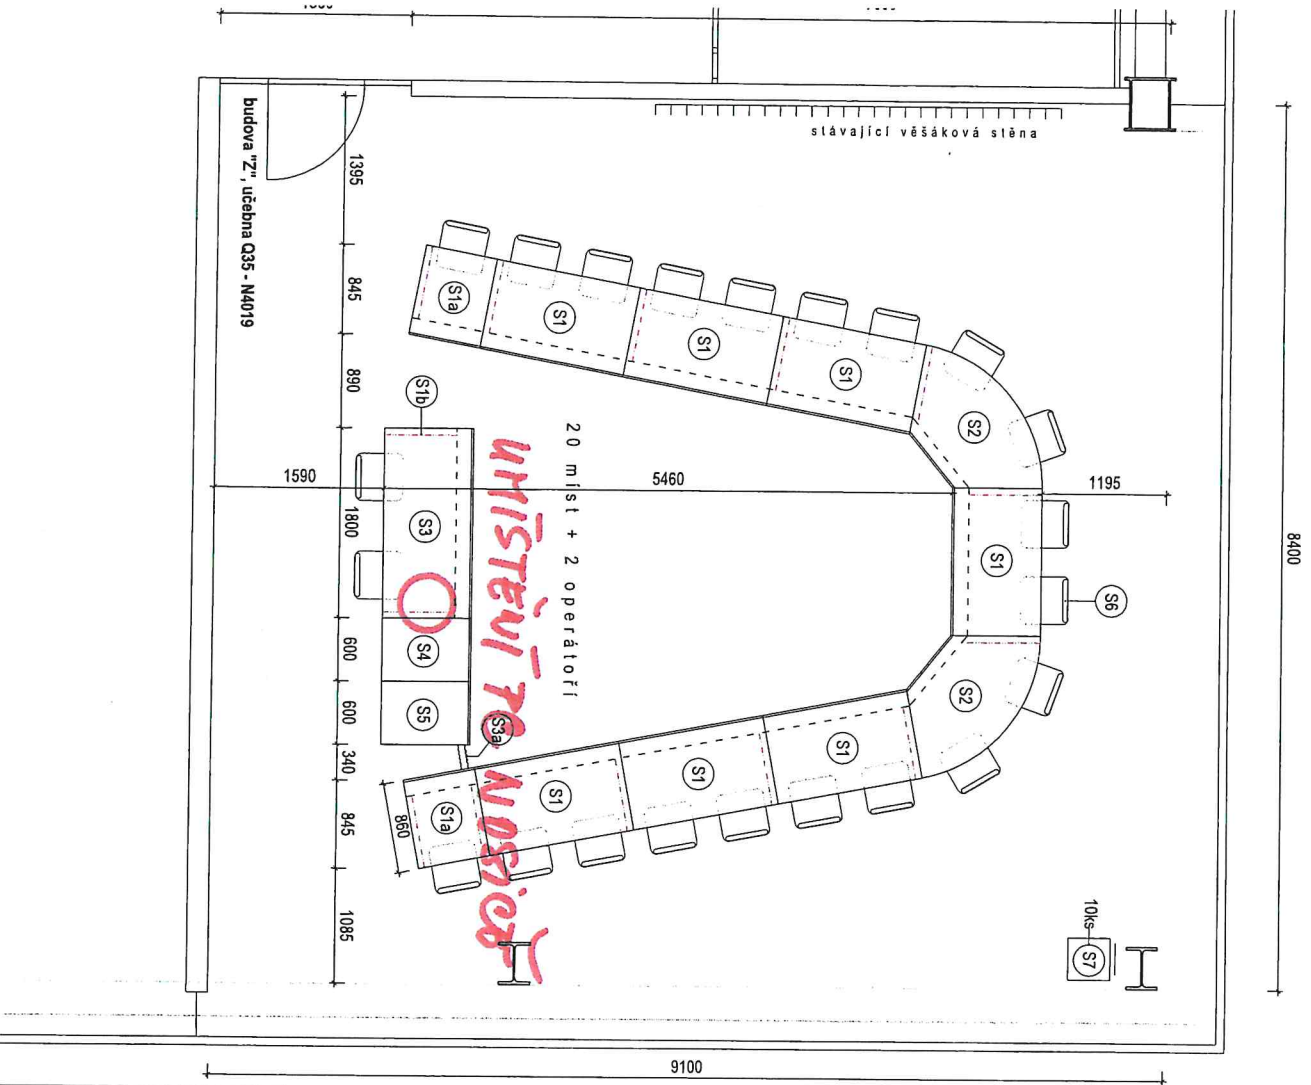 stávající věšáková stěna
budova "Z", učebna Q35 - N4019
1395
845
890
1800
600
600
340
845
1085
1590
5460
1195
8400
9100
860
S1a
S1
S1
S1
S2
S1
S6
S2
S1
S1
S1
S1a
S1b
S3
S4
S5
S3a
20 míst + 2 operátoři
UMÍSTĚNÍ
10ks
S7